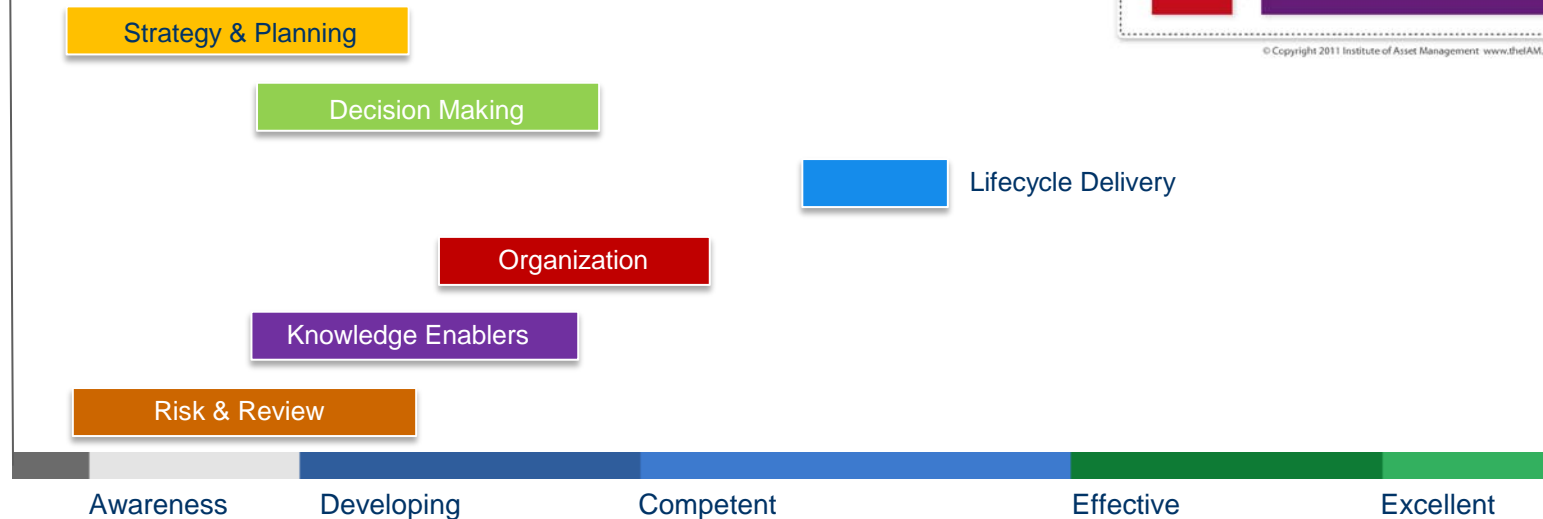 © Copyright 2011 Institute of Asset Management www.theIAM.
Strategy & Planning
Decision Making
Lifecycle Delivery
Organization
Knowledge Enablers
Risk & Review
Awareness Developing Competent Effective Excellent